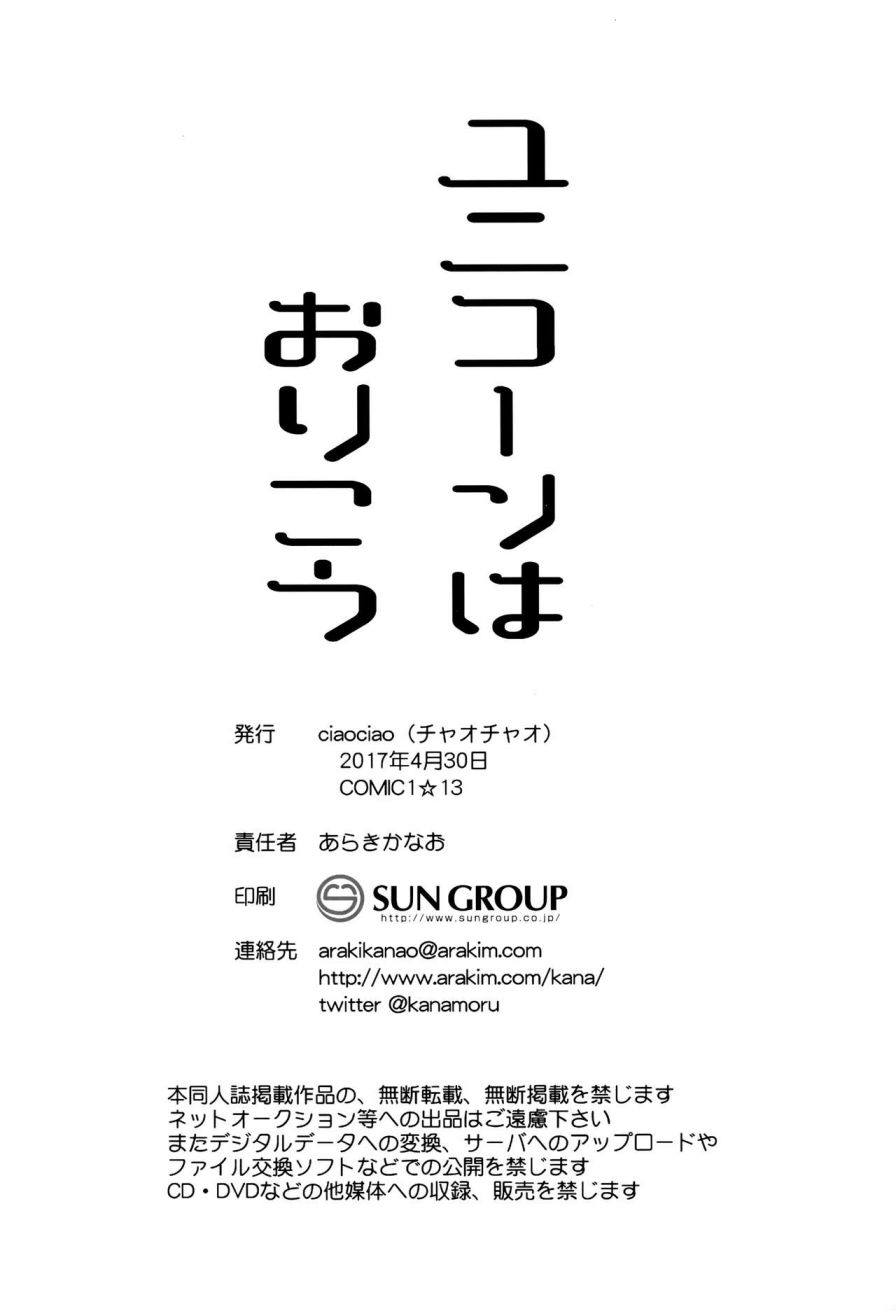 ユニコーンは
おりこう
発行 ciaociao（チャオチャオ）
2017年4月30日
COMIC1☆13
責任者 あらきかなお
印刷 SUN GROUP
http://www.sungroup.co.jp/
連絡先 arakikanao@arakim.com
http://www.arakim.com/kana/
twitter @kanamoru
本同人誌掲載作品の、無断転載、無断掲載を禁じます
ネットオークション等への出品はご遠慮下さい
またデジタルデータへの変換、サーバへのアップロードや
ファイル交換ソフトなどでの公開を禁じます
CD・DVDなどの他媒体への収録、販売を禁じます